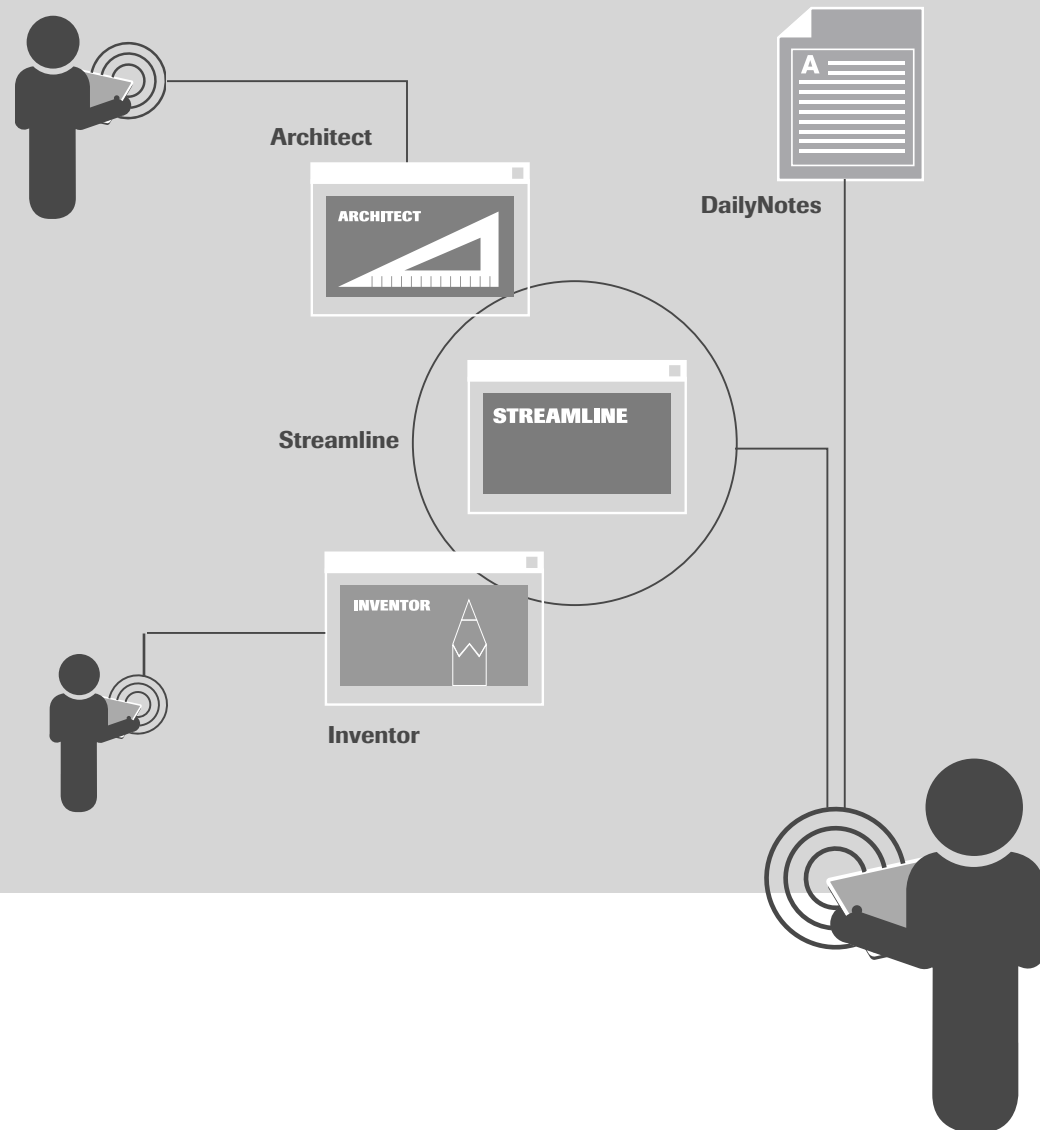 Architect
ARCHITECT
A
DailyNotes
Streamline
STREAMLINE
INVENTOR
Inventor